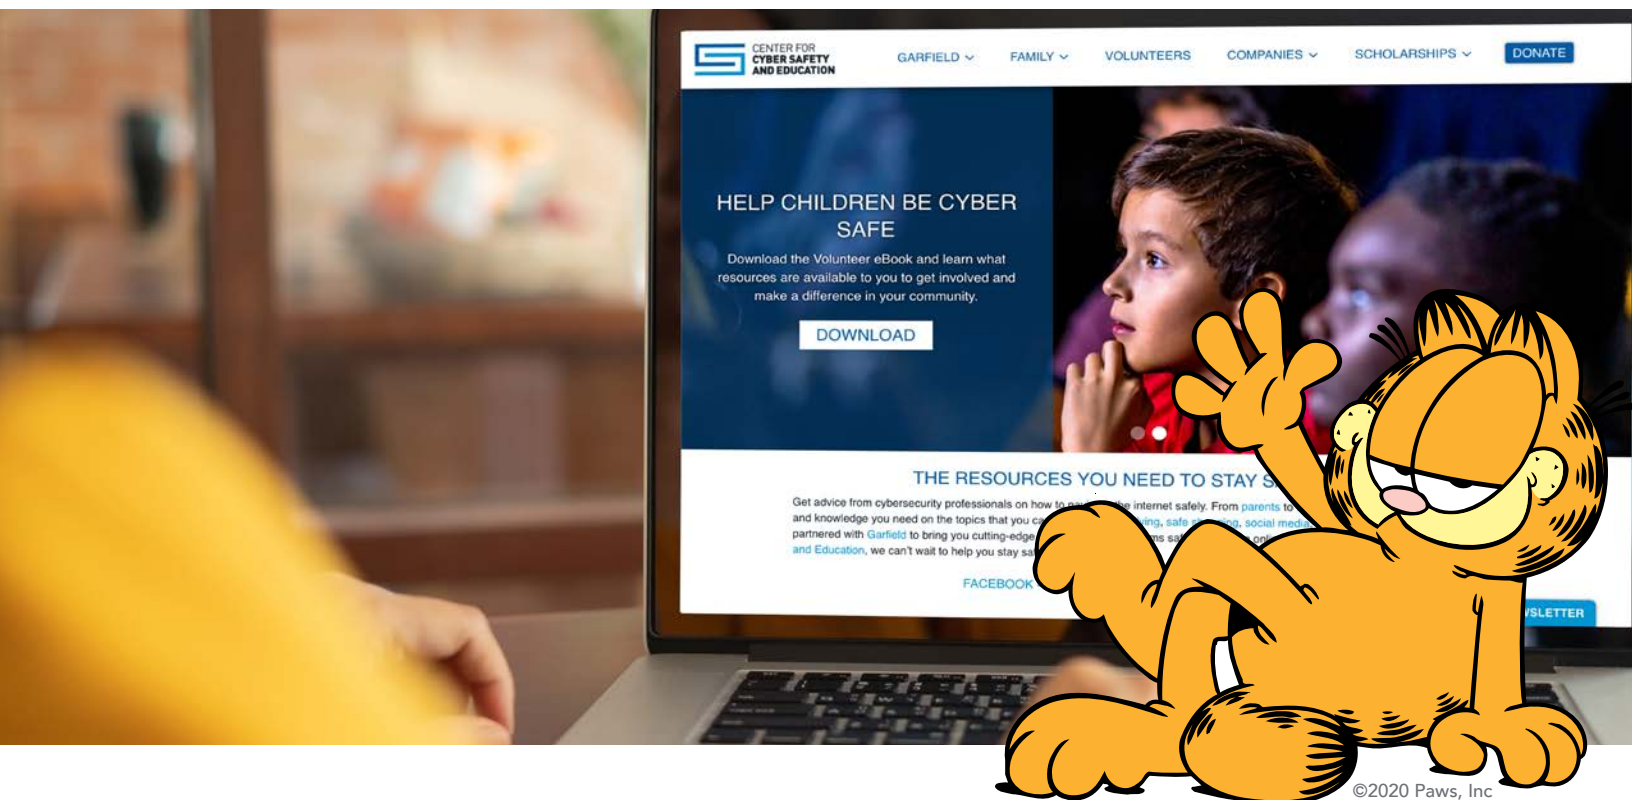 CENTER FOR
CYBER SAFETY
AND EDUCATION
GARFIELD
FAMILY
VOLUNTEERS
COMPANIES
SCHOLARSHIPS
DONATE
HELP CHILDREN BE CYBER
SAFE
Download the Volunteer eBook and learn what
resources are available to you to get involved and
make a difference in your community.
DOWNLOAD
THE RESOURCES YOU NEED TO STAY
Get advice from cybersecurity professionals on how to the internet safely. From parents to
and knowledge you need on the topics that you safe social media
partnered with Garfield to bring you cutting-edge
and Education, we can't wait to help you stay
FACEBOOK
©2020 Paws, Inc